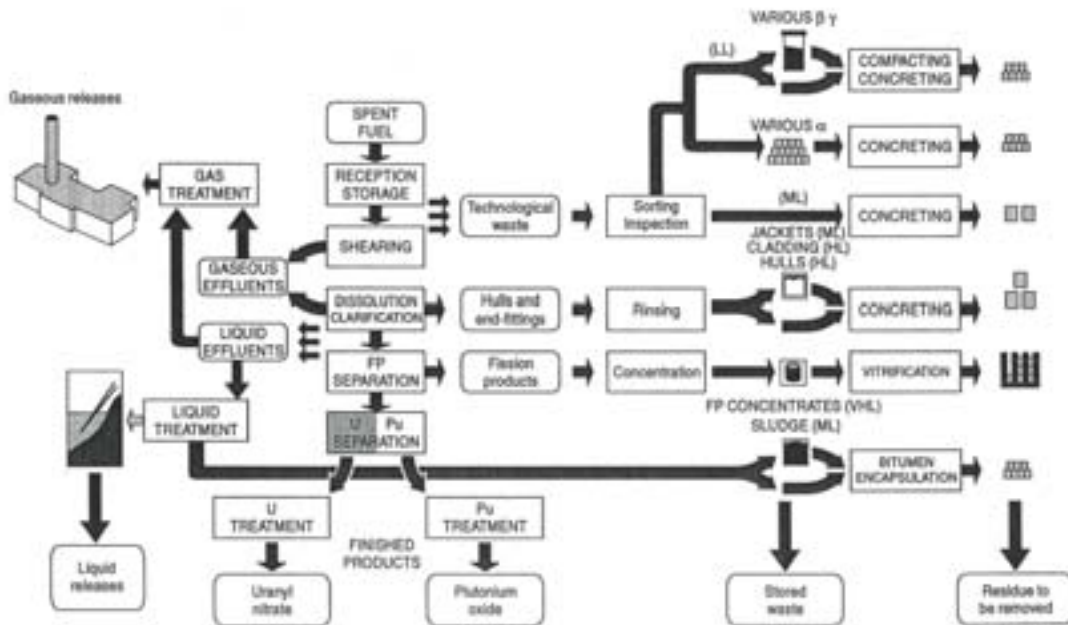 VARIOUS β γ
(LL)
COMPACTING
CONCRETING
Gaseous releases
SPENT
FUEL
VARIOUS α
CONCRETING
GAS
TREATMENT
RECEPTION
STORAGE
Technological
waste
Sorting
Inspection
(ML)
CONCRETING
SHEARING
JACKETS (ML)
CLADDING (HL)
HULLS (HL)
GASEOUS
EFFLUENTS
DISSOLUTION
CLARIFICATION
Hulls and
end-fittings
Rinsing
CONCRETING
LIQUID
EFFLUENTS
FP
SEPARATION
Fission
products
Concentration
VITRIFICATION
FP CONCENTRATES (VHL)
SLUDGE (ML)
LIQUID
TREATMENT
U Pu
SEPARATION
BITUMEN
ENCAPSULATION
U
TREATMENT
Pu
TREATMENT
FINISHED
PRODUCTS
Liquid
releases
Uranyl
nitrate
Plutonium
oxide
Stored
waste
Residue to
be removed